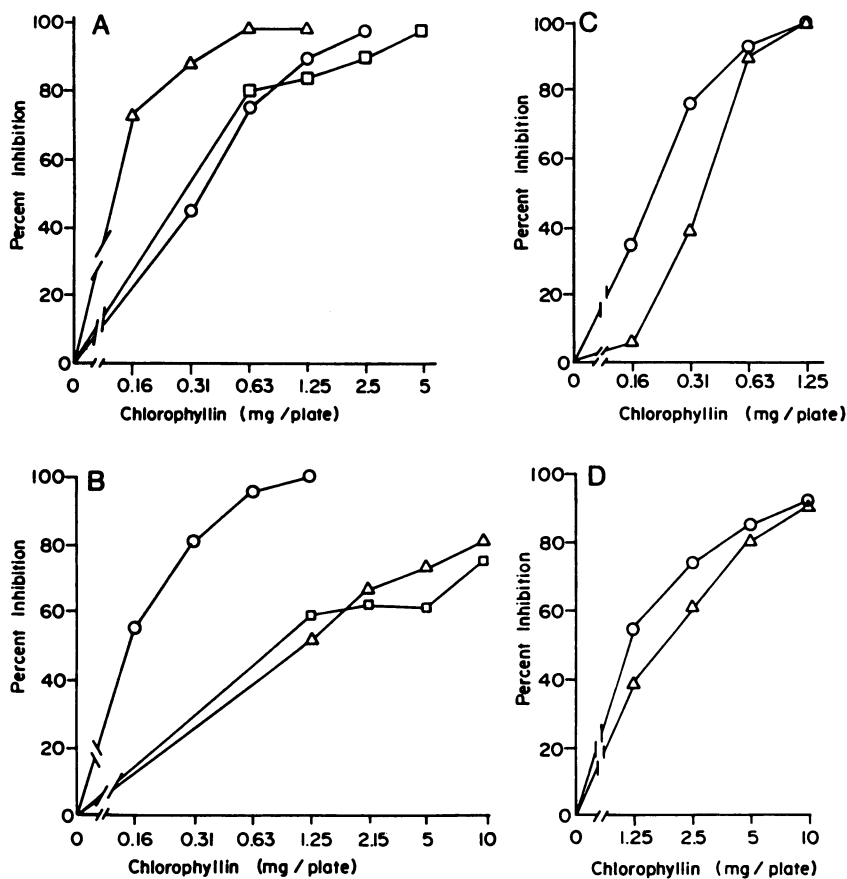 A
100
80
60
40
20
0
Percent Inhibition
0 0.16 0.31 0.63 1.25 2.5 5
Chlorophyllin (mg/plate)
C
100
80
60
40
20
0
Percent Inhibition
0 0.16 0.31 0.63 1.25
Chlorophyllin (mg/plate)
B
100
80
60
40
20
0
Percent Inhibition
0 0.16 0.31 0.63 1.25 2.15 5 10
Chlorophyllin (mg/plate)
D
100
80
60
40
20
0
Percent Inhibition
0 1.25 2.5 5 10
Chlorophyllin (mg/plate)